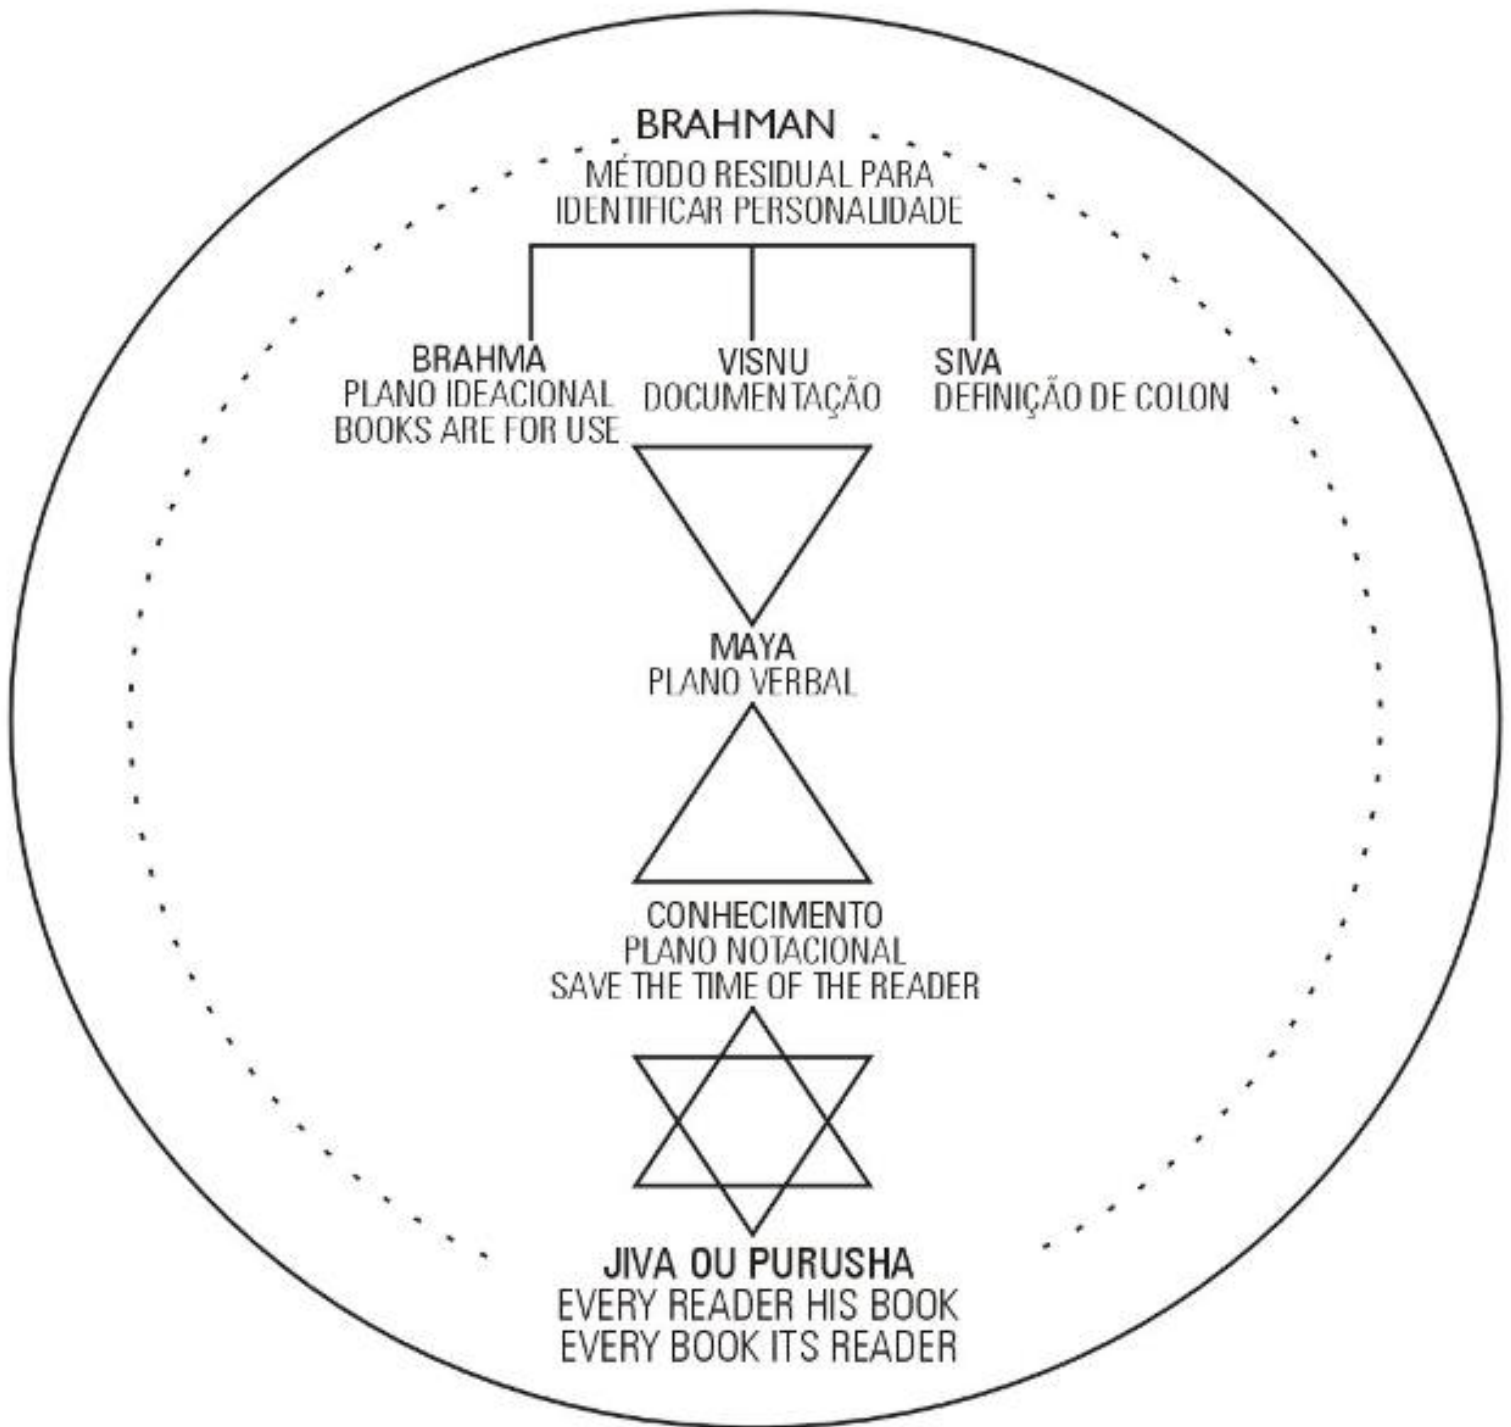 BRAHMAN
MÉTODO RESIDUAL PARA
IDENTIFICAR PERSONALIDADE
BRAHMA
PLANO IDEACIONAL
BOOKS ARE FOR USE
VISNU
DOCUMENTAÇÃO
SIVA
DEFINIÇÃO DE COLON
MAYA
PLANO VERBAL
CONHECIMENTO
PLANO NOTACIONAL
SAVE THE TIME OF THE READER
JIVA OU PURUSHA
EVERY READER HIS BOOK
EVERY BOOK ITS READER